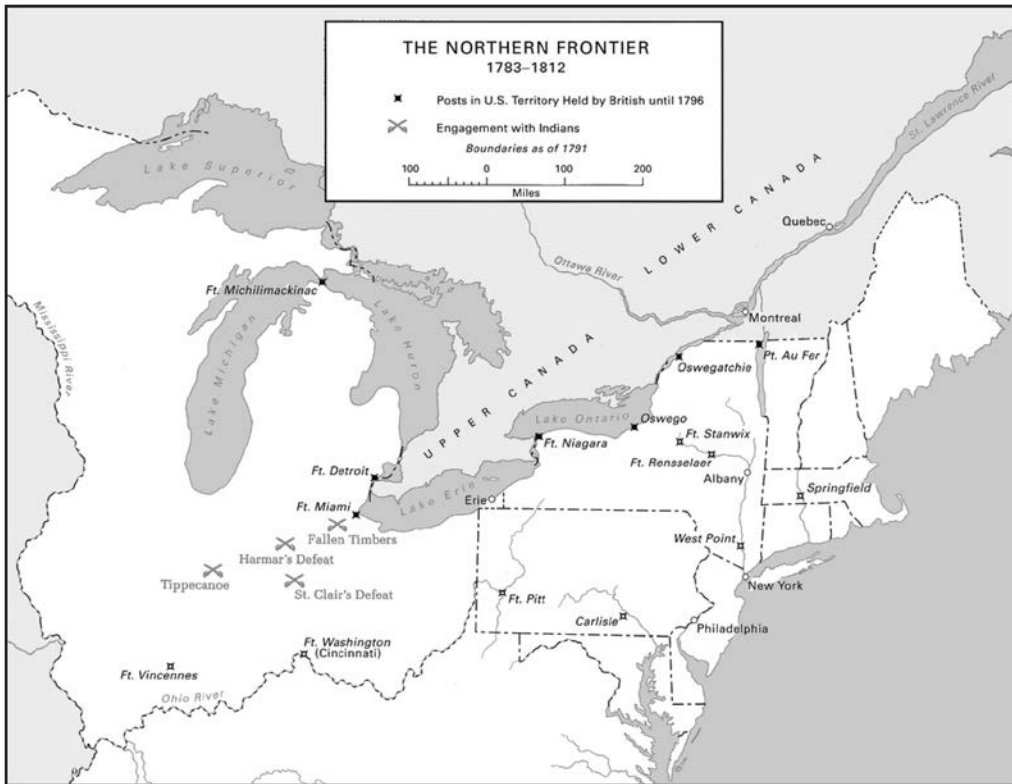 THE NORTHERN FRONTIER
1783–1812
Posts in U.S. Territory Held by British until 1796
Engagement with Indians
Boundaries as of 1791
100 0 100 200
Miles
St. Lawrence River
Lake Superior
LOWER CANADA
Quebec
Ottawa River
Ft. Michilimackinac
Mississippi River
Montreal
Lake Michigan
Lake Huron
UPPER CANADA
Pt. Au Fer
Oswegatchie
Lake Ontario
Oswego
Ft. Niagara
Ft. Stanwix
Ft. Rensselaer
Albany
Ft. Detroit
Lake Erie
Erie
Springfield
Ft. Miami
Fallen Timbers
Harmar's Defeat
West Point
Tippecanoe
St. Clair's Defeat
New York
Ft. Pitt
Carlisie
Philadelphia
Ft. Washington
(Cincinnati)
Ft. Vincennes
Ohio River